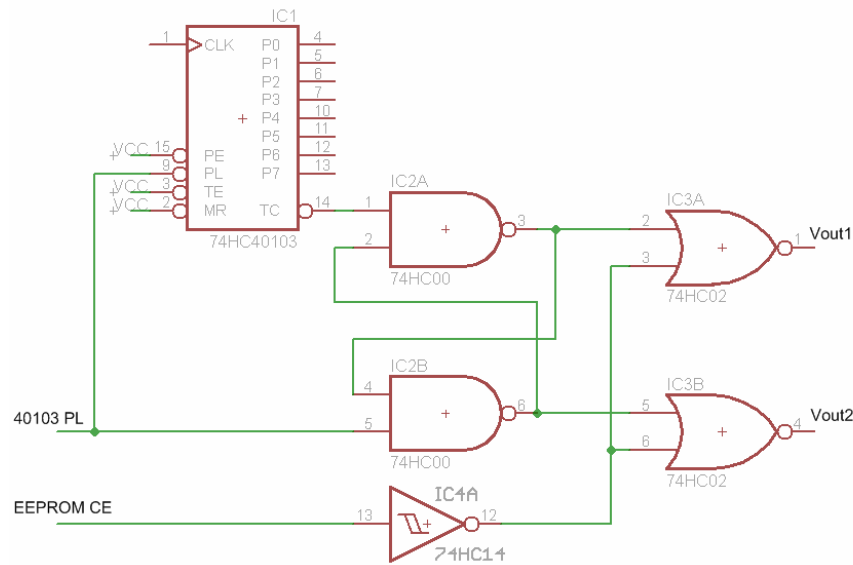 IC1
1 CLK P0 4
P1 5
P2 6
P3 7
P4 10
P5 11
VCC 15 PE P6 12
9 PL P7 13
VCC 3 TE
VCC 2 MR TC 14
74HC40103
IC2A
1
2
3
74HC00
IC3A
2
3
1 Vout1
74HC02
IC2B
4
5
6
74HC00
IC3B
5
6
4 Vout2
74HC02
40103 PL
EEPROM CE
IC4A
13 12
74HC14